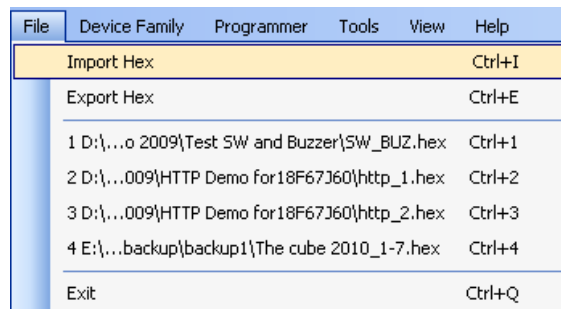 File Device Family Programmer Tools View Help
Import Hex Ctrl+I
Export Hex Ctrl+E
1 D:\...o 2009\Test SW and Buzzer\SW_BUZ.hex Ctrl+1
2 D:\...009\HTTP Demo for18F67J60\http_1.hex Ctrl+2
3 D:\...009\HTTP Demo for18F67J60\http_2.hex Ctrl+3
4 E:\...backup\backup1\The cube 2010_1-7.hex Ctrl+4
Exit Ctrl+Q